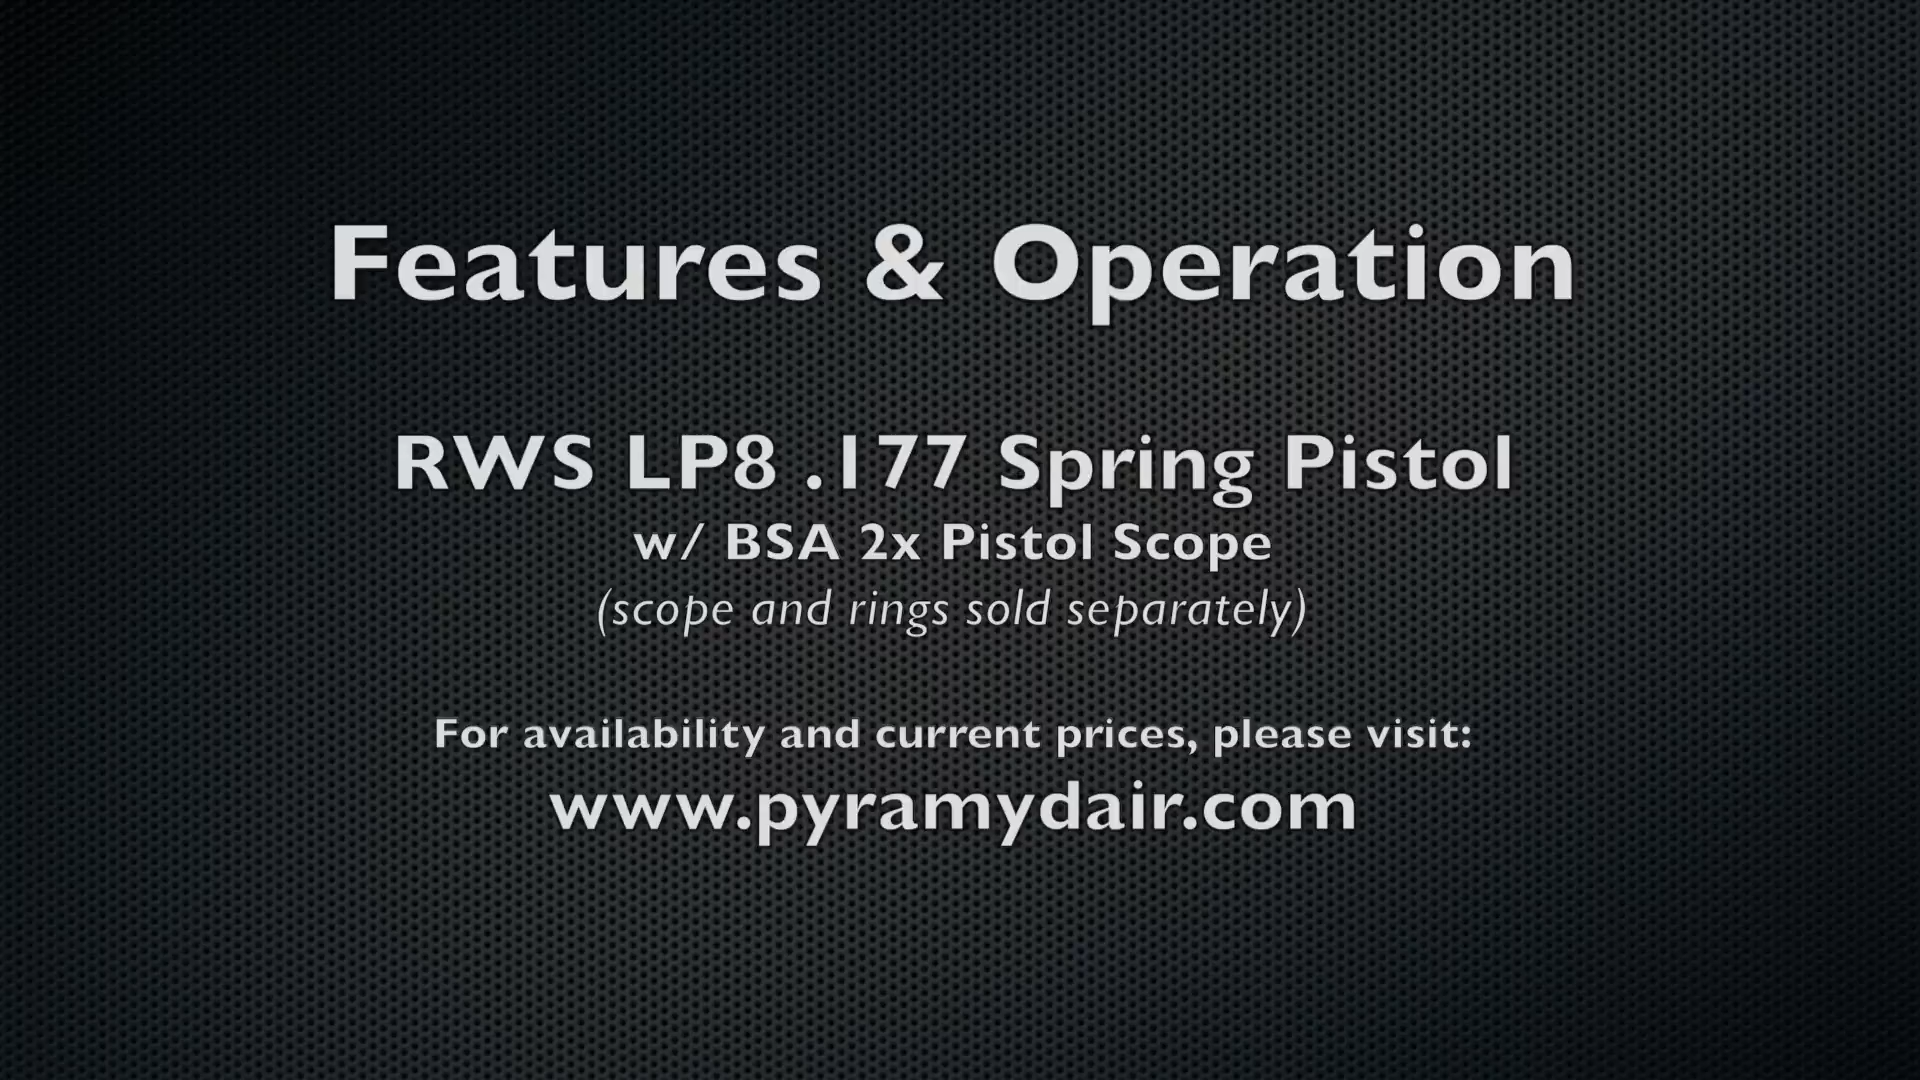 Features & Operation
RWS LP8 .177 Spring Pistol
w/ BSA 2x Pistol Scope
(scope and rings sold separately)
For availability and current prices, please visit:
www.pyramydair.com